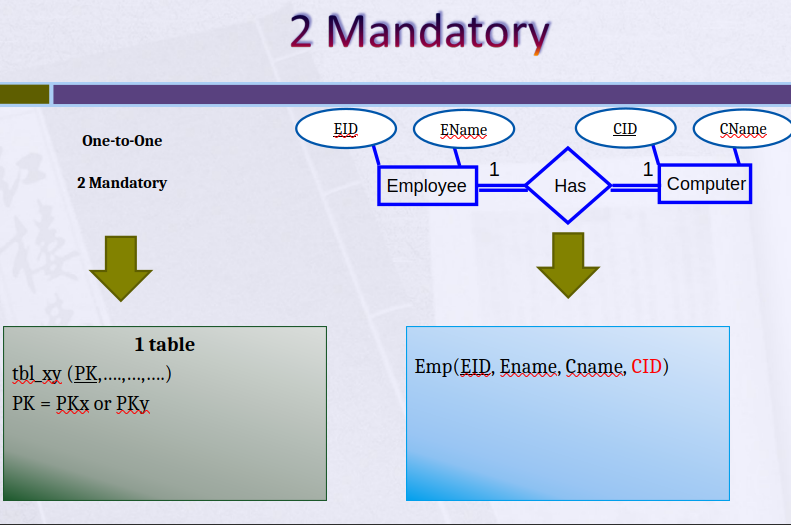 2 Mandatory
One-to-One
2 Mandatory
EID
EName
CID
CName
Employee
1
Has
1
Computer
1 table
tbl_xy (PK,....,...,....)
PK = PKx or PKy
Emp(EID, Ename, Cname, CID)